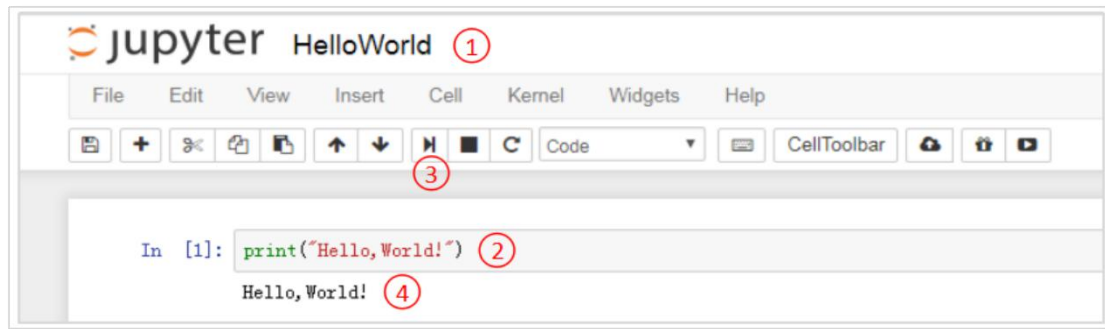 jupyter HelloWorld ①
File Edit View Insert Cell Kernel Widgets Help
Code CellToolbar
③
In [1]: print("Hello,World!") ②
Hello,World! ④